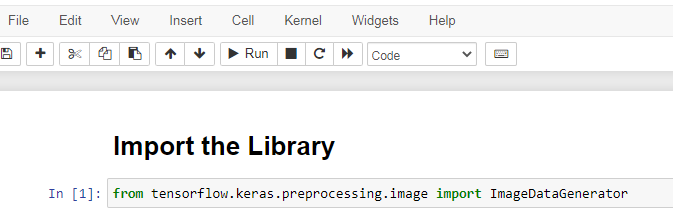 File Edit View Insert Cell Kernel Widgets Help
Run Code
Import the Library
In [1]: from tensorflow.keras.preprocessing.image import ImageDataGenerator